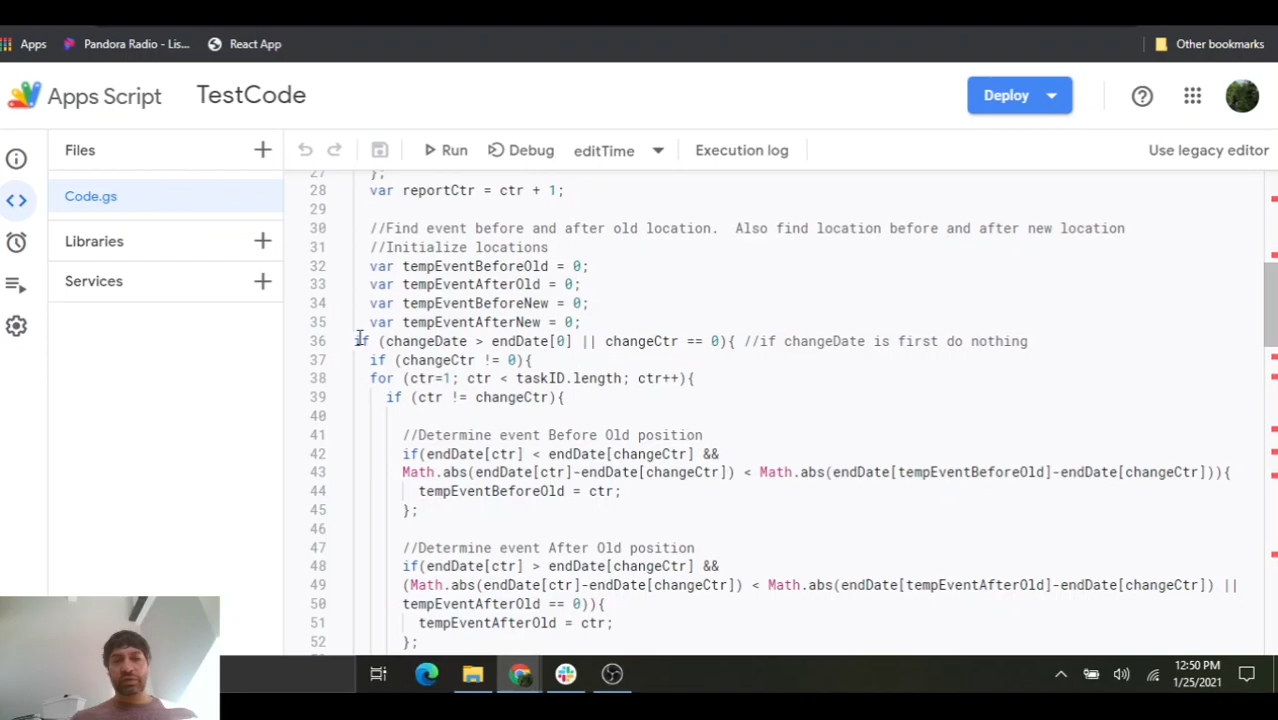 Apps
Pandora Radio - Lis...
React App
Other bookmarks
Apps Script
TestCode
Deploy
Files
Run
Debug
editTime
Execution log
Use legacy editor
Code.gs
Libraries
Services
27 };
28 var reportCtr = ctr + 1;
29
30 //Find event before and after old location.  Also find location before and after new location
31 //Initialize locations
32 var tempEventBeforeOld = 0;
33 var tempEventAfterOld = 0;
34 var tempEventBeforeNew = 0;
35 var tempEventAfterNew = 0;
36 if (changeDate > endDate[0] || changeCtr == 0){ //if changeDate is first do nothing
37 if (changeCtr != 0){
38 for (ctr=1; ctr < taskID.length; ctr++){
39 if (ctr != changeCtr){
40
41 //Determine event Before Old position
42 if(endDate[ctr] < endDate[changeCtr] &&
43 Math.abs(endDate[ctr]-endDate[changeCtr]) < Math.abs(endDate[tempEventBeforeOld]-endDate[changeCtr])){
44 tempEventBeforeOld = ctr;
45 };
46
47 //Determine event After Old position
48 if(endDate[ctr] > endDate[changeCtr] &&
49 (Math.abs(endDate[ctr]-endDate[changeCtr]) < Math.abs(endDate[tempEventAfterOld]-endDate[changeCtr]) ||
50 tempEventAfterOld == 0)){
51 tempEventAfterOld = ctr;
52 };
12:50 PM
1/25/2021